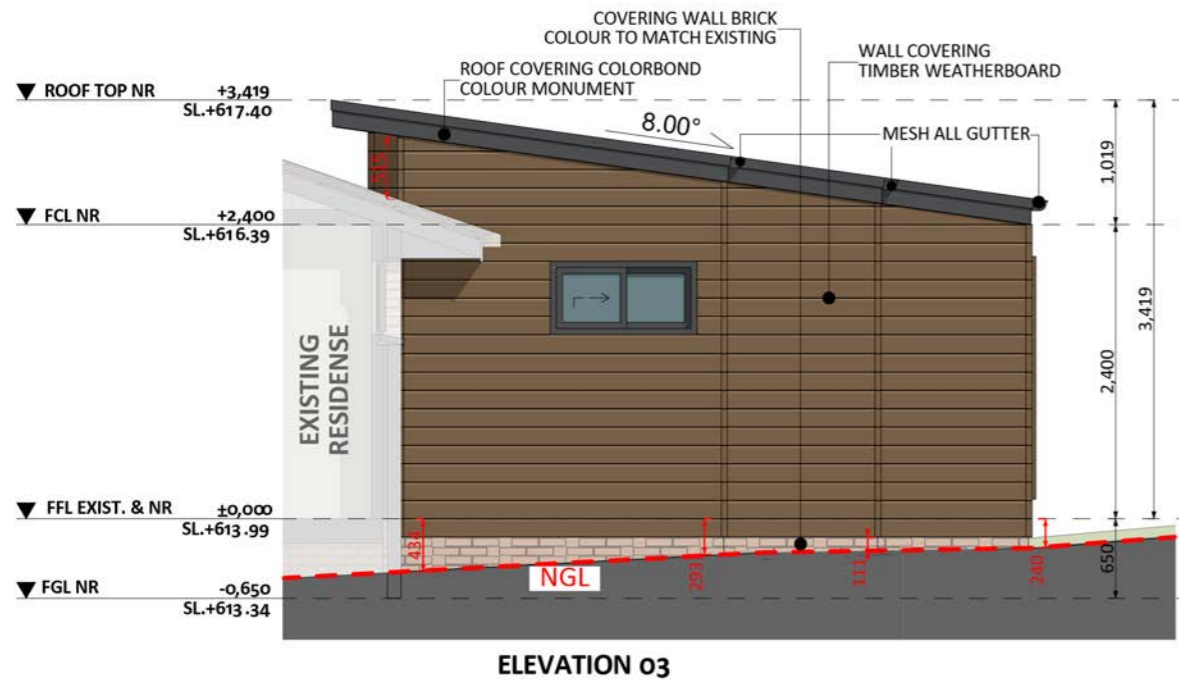 COVERING WALL BRICK
COLOUR TO MATCH EXISTING
WALL COVERING
TIMBER WEATHERBOARD
ROOF COVERING COLORBOND
COLOUR MONUMENT
ROOF TOP NR +3,419
SL.+617.40
8.00°
MESH ALL GUTTER
1,019
FCL NR +2,400
SL.+616.39
3,419
2,400
EXISTING
RESIDENSE
FFL EXIST. & NR ±0,000
SL.+613.99
434
293
111
240
650
NGL
FGL NR -0,650
SL.+613.34
ELEVATION 03